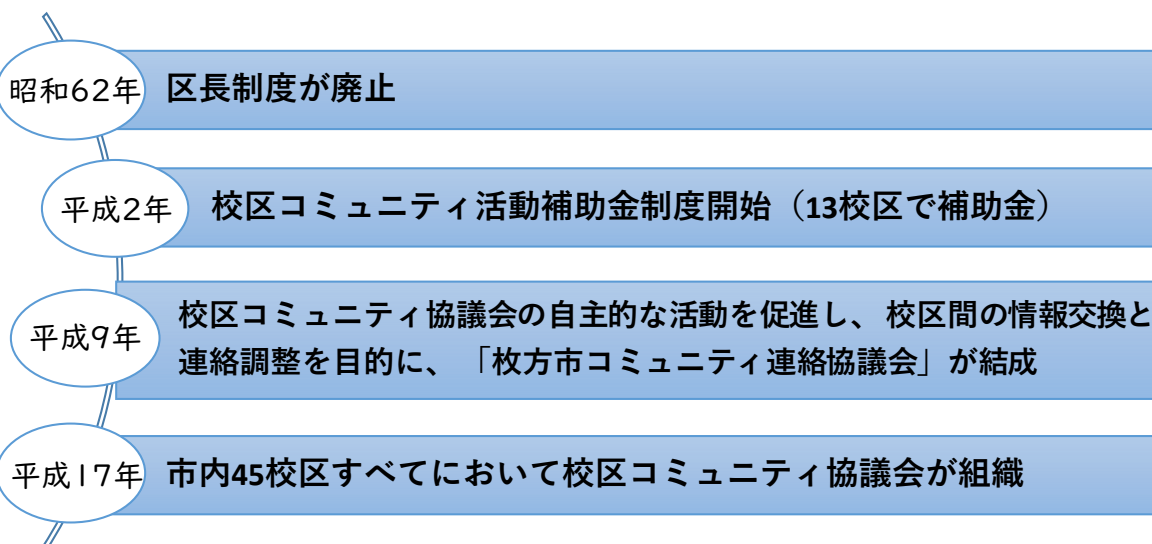 昭和62年
区長制度が廃止
平成2年
校区コミュニティ活動補助金制度開始（13校区で補助金）
平成9年
校区コミュニティ協議会の自主的な活動を促進し、 校区間の情報交換と
連絡調整を目的に、 「枚方市コミュニティ連絡協議会」が結成
平成17年
市内45校区すべてにおいて校区コミュニティ協議会が組織